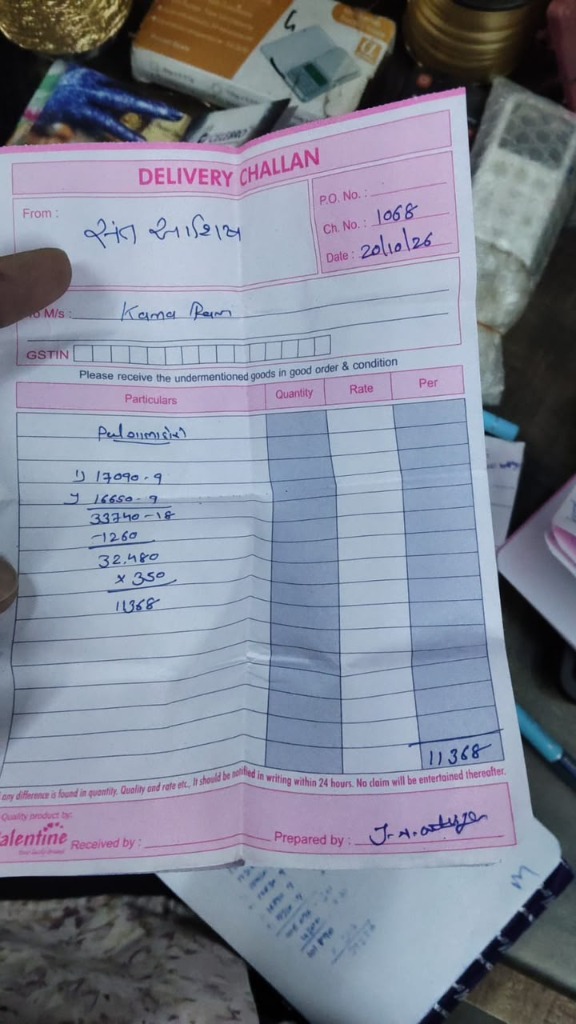 DELIVERY CHALLAN
From :
સંત આશિષ
P.O. No. :
Ch. No. : 1068
Date : 20/10/26
M/s : Kama Ram
GSTIN
Please receive the undermentioned goods in good order & condition
Particulars Quantity Rate Per
1) 17090-9
16650-9
33740-18
-1260
32.480
x 350
11368
11368
any difference is found in quantity. Quality and rate etc., It should be notified in writing within 24 hours. No claim will be entertained thereafter.
Quality product by:
alentine
Received by :
Prepared by :